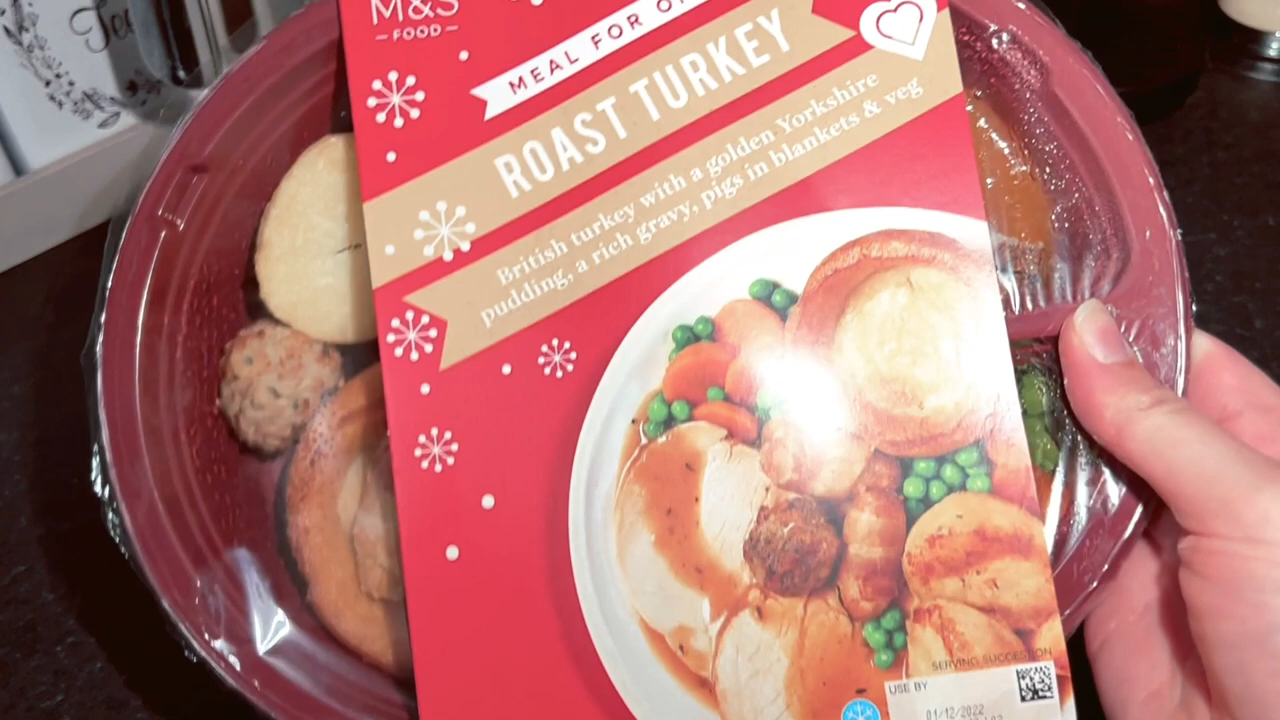 Tea
M&S
— FOOD —
MEAL FOR
ROAST TURKEY
British turkey with a golden Yorkshire
pudding, a rich gravy, pigs in blankets & veg
SERVING SUGGESTION
USE BY
01/12/2022